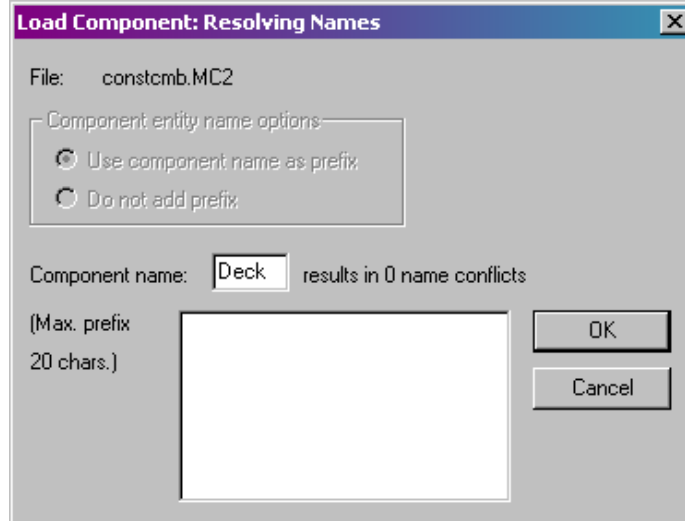 Load Component: Resolving Names
File: constcmb.MC2
Component entity name options
Use component name as prefix
Do not add prefix
Component name: Deck results in 0 name conflicts
(Max. prefix
20 chars.)
OK
Cancel